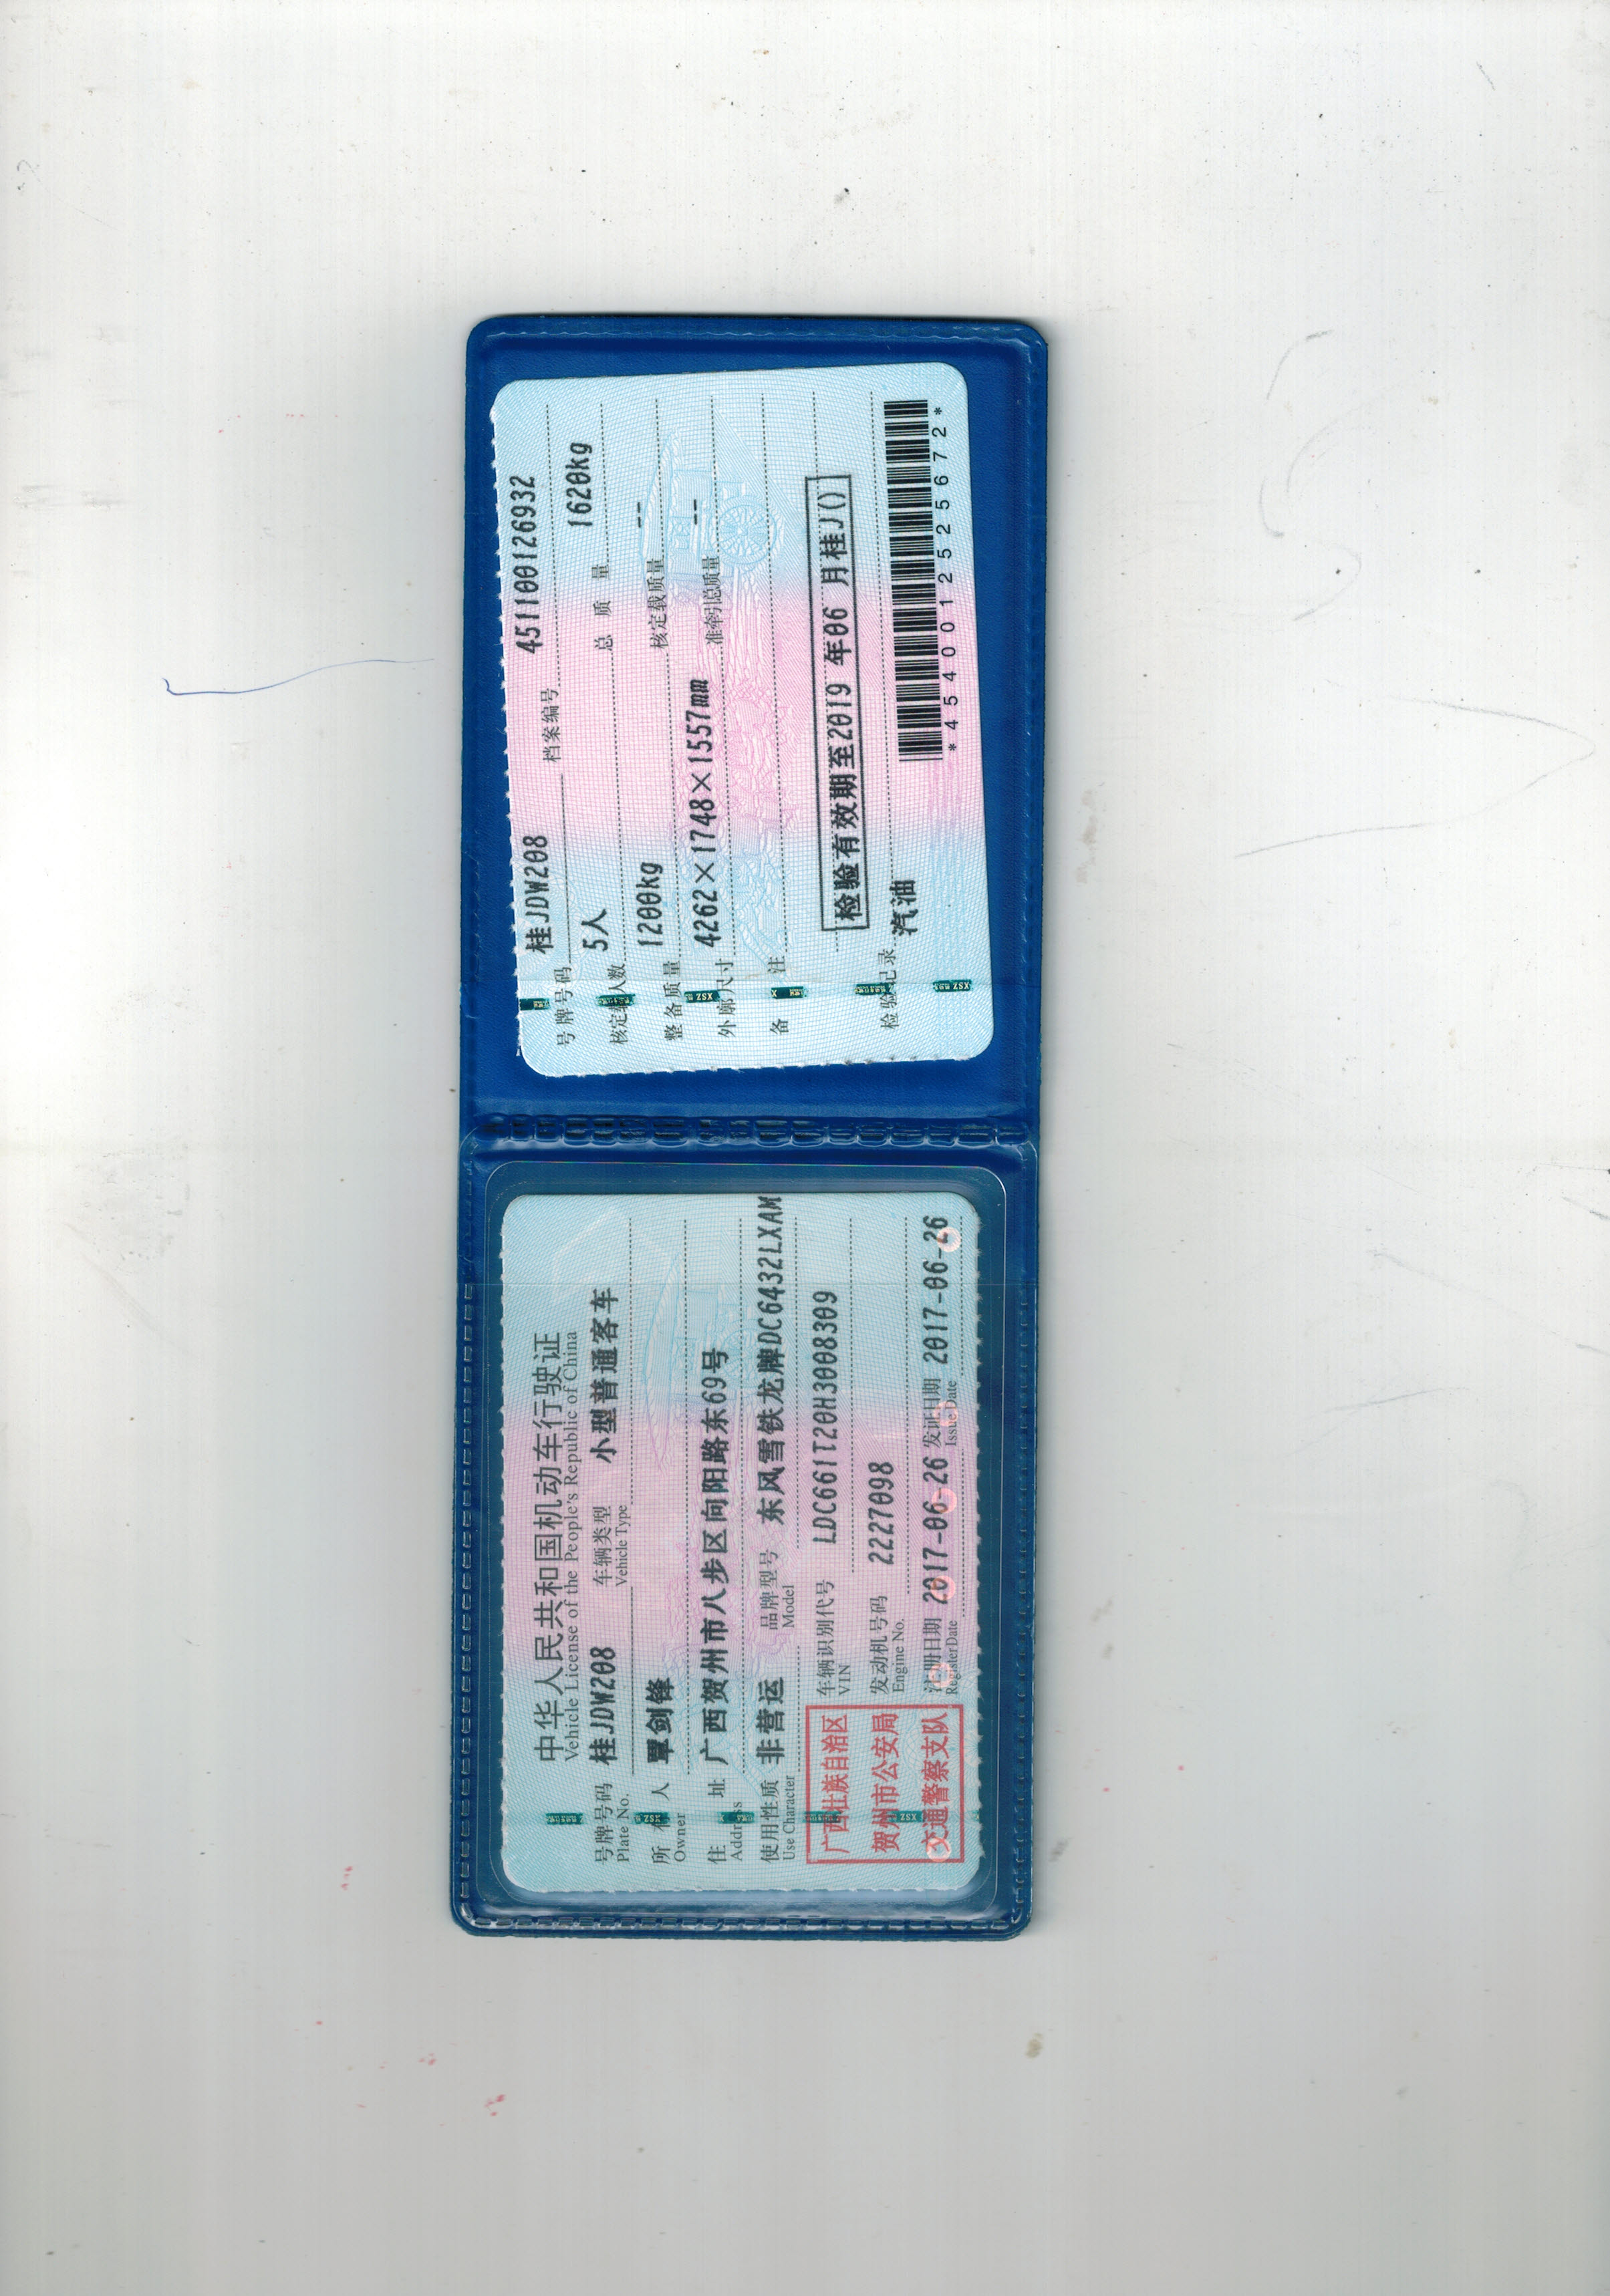 中华人民共和国机动车行驶证
Vehicle License of the People's Republic of China
号牌号码 桂JDW208 车辆类型 小型普通客车
Plate No. Vehicle Type
所有人 覃剑锋
Owner
住址 广西贺州市八步区向阳路东69号
Address
使用性质 非营运 品牌型号 东风雪铁龙牌DC6432LXAM
Use Character Model
广西壮族自治区
贺州市公安局
交通警察支队
车辆识别代号 LDC661T20H3008309
VIN
发动机号码 2227098
Engine No.
注册日期 2017-06-26 发证日期 2017-06-26
Register Date Issue Date
号牌号码 桂JDW208 档案编号 451100126932
核定载人数 5人 总质量 1620kg
整备质量 1200kg 核定载质量 --
外廓尺寸 4262×1748×1557mm 准牵引总质量 --
备注
检验有效期至2019年06月桂J()
检验记录 汽油
*4540012525672*